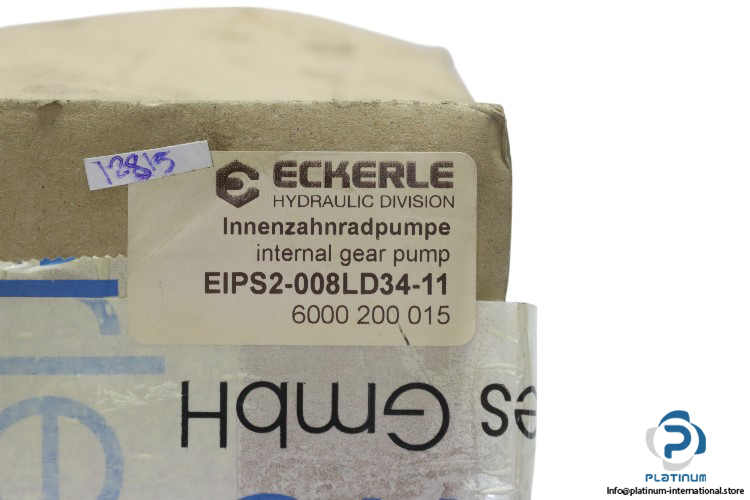 12815
ECKERLE
HYDRAULIC DIVISION
Innenzahnradpumpe
internal gear pump
EIPS2-008LD34-11
6000 200 015
es GmbH
PLATINUM
Info@platinum-international.store